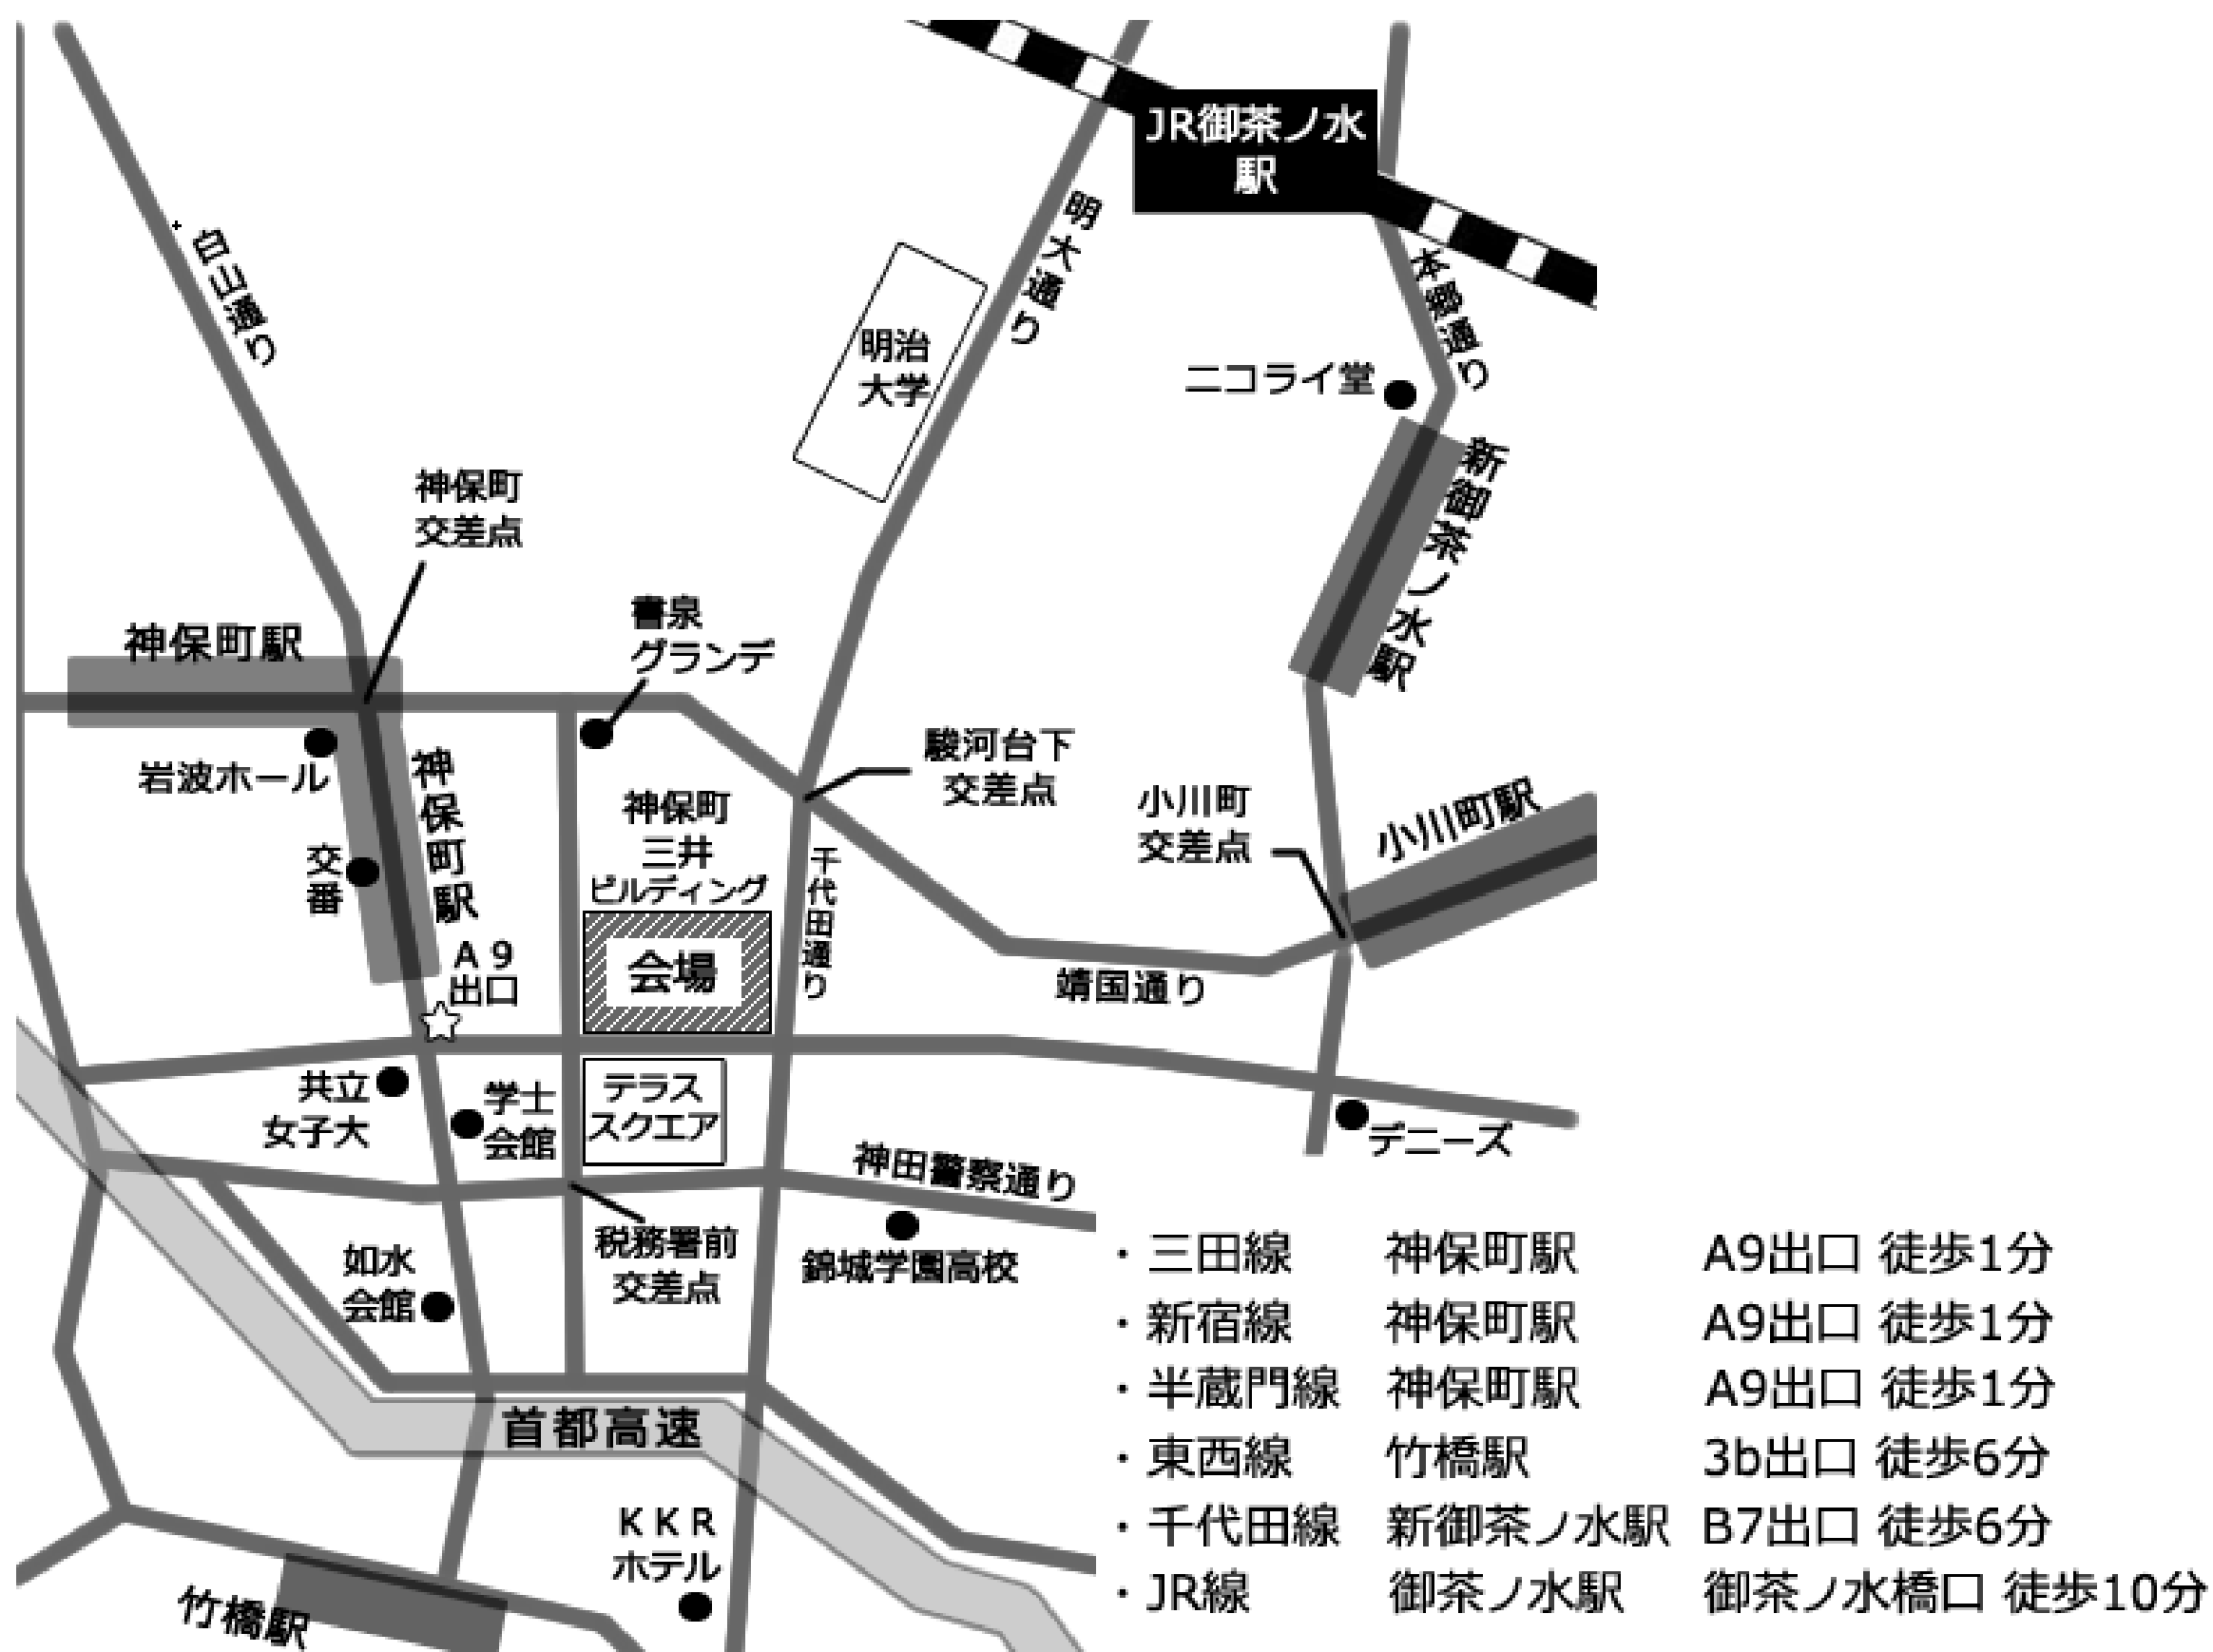 JR御茶ノ水
駅
明大通り
白山通り
本郷通り
明治
大学
ニコライ堂
新御茶ノ水駅
神保町
交差点
書泉
グランデ
神保町駅
岩波ホール
神保町駅
交番
駿河台下
交差点
小川町
交差点
小川町駅
神保町
三井
ビルディング
千代田通り
A9
出口
会場
靖国通り
共立
女子大
学士
会館
テラス
スクエア
デニーズ
神田警察通り
錦城学園高校
税務署前
交差点
如水
会館
首都高速
KKR
ホテル
竹橋駅
・三田線 神保町駅 A9出口 徒歩1分
・新宿線 神保町駅 A9出口 徒歩1分
・半蔵門線 神保町駅 A9出口 徒歩1分
・東西線 竹橋駅 3b出口 徒歩6分
・千代田線 新御茶ノ水駅 B7出口 徒歩6分
・JR線 御茶ノ水駅 御茶ノ水橋口 徒歩10分